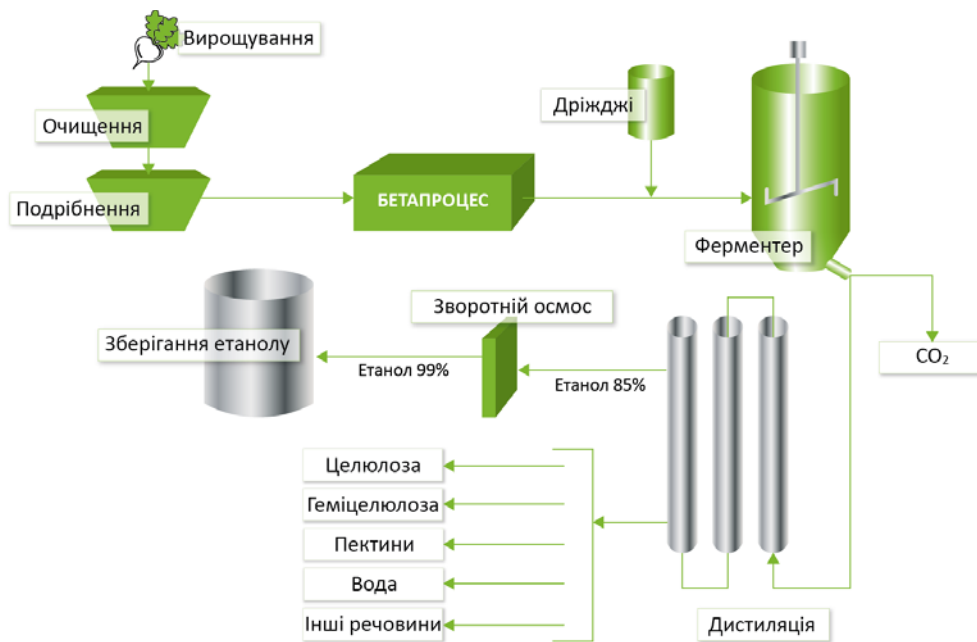 Вирощування
Очищення
Дріжджі
Подрібнення
БЕТАПРОЦЕС
Ферментер
Зворотній осмос
Зберігання етанолу
Етанол 99%
Етанол 85%
CO₂
Целюлоза
Геміцелюлоза
Пектини
Вода
Інші речовини
Дистиляція